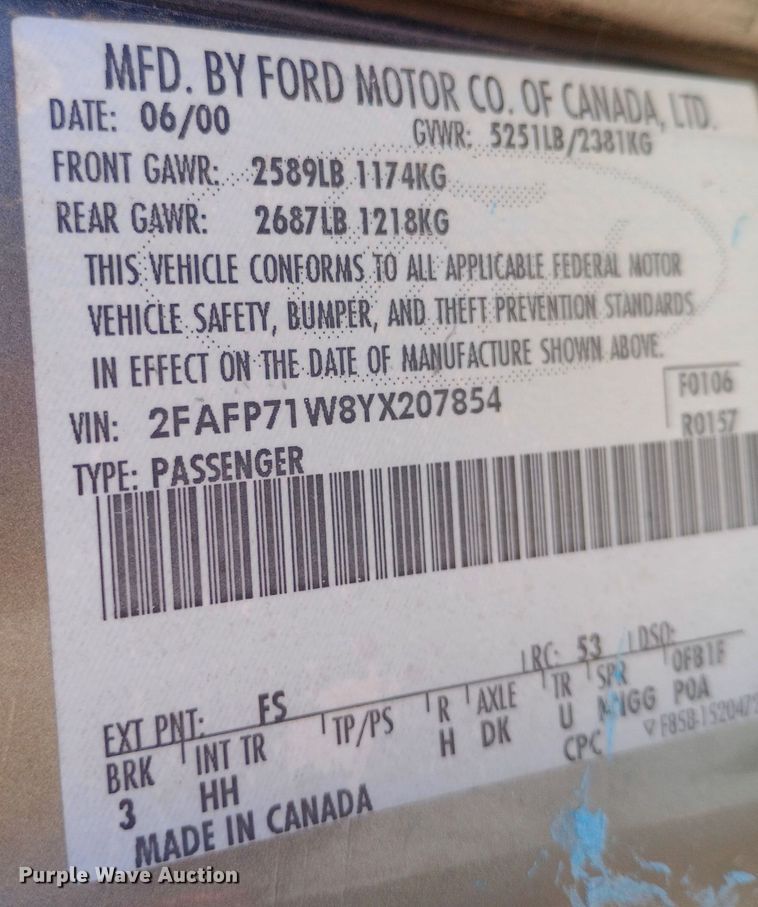 MFD. BY FORD MOTOR CO. OF CANADA, LTD.
DATE: 06/00 GVWR: 5251LB/2381KG
FRONT GAWR: 2589LB 1174KG
REAR GAWR: 2687LB 1218KG
THIS VEHICLE CONFORMS TO ALL APPLICABLE FEDERAL MOTOR
VEHICLE SAFETY, BUMPER, AND THEFT PREVENTION STANDARDS
IN EFFECT ON THE DATE OF MANUFACTURE SHOWN ABOVE.
VIN: 2FAFP71W8YX207854
F0106
R0157
TYPE: PASSENGER
EXT PNT: FS RC: 53 DSO:
BRK INT TR TP/PS R AXLE TR SPR
3 HH H DK U GG POA
CPC
MADE IN CANADA
Purple Wave Auction